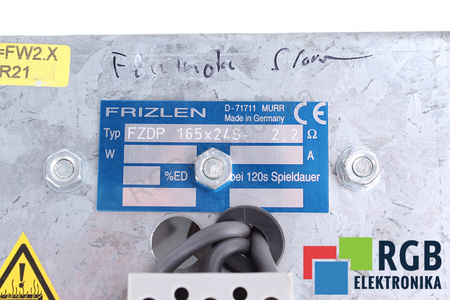 =FW2.X
R21
FRIZLEN
D-71711 MURR
Made in Germany
CE
Typ FZDP 165x24S- 2,2 Ω
W A
%ED bei 120s Spieldauer
RGB
ELEKTRONIKA